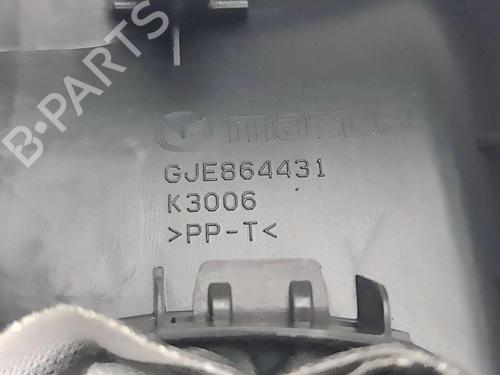 B-PARTS
mazda
GJE864431
K3006
>PP-T<